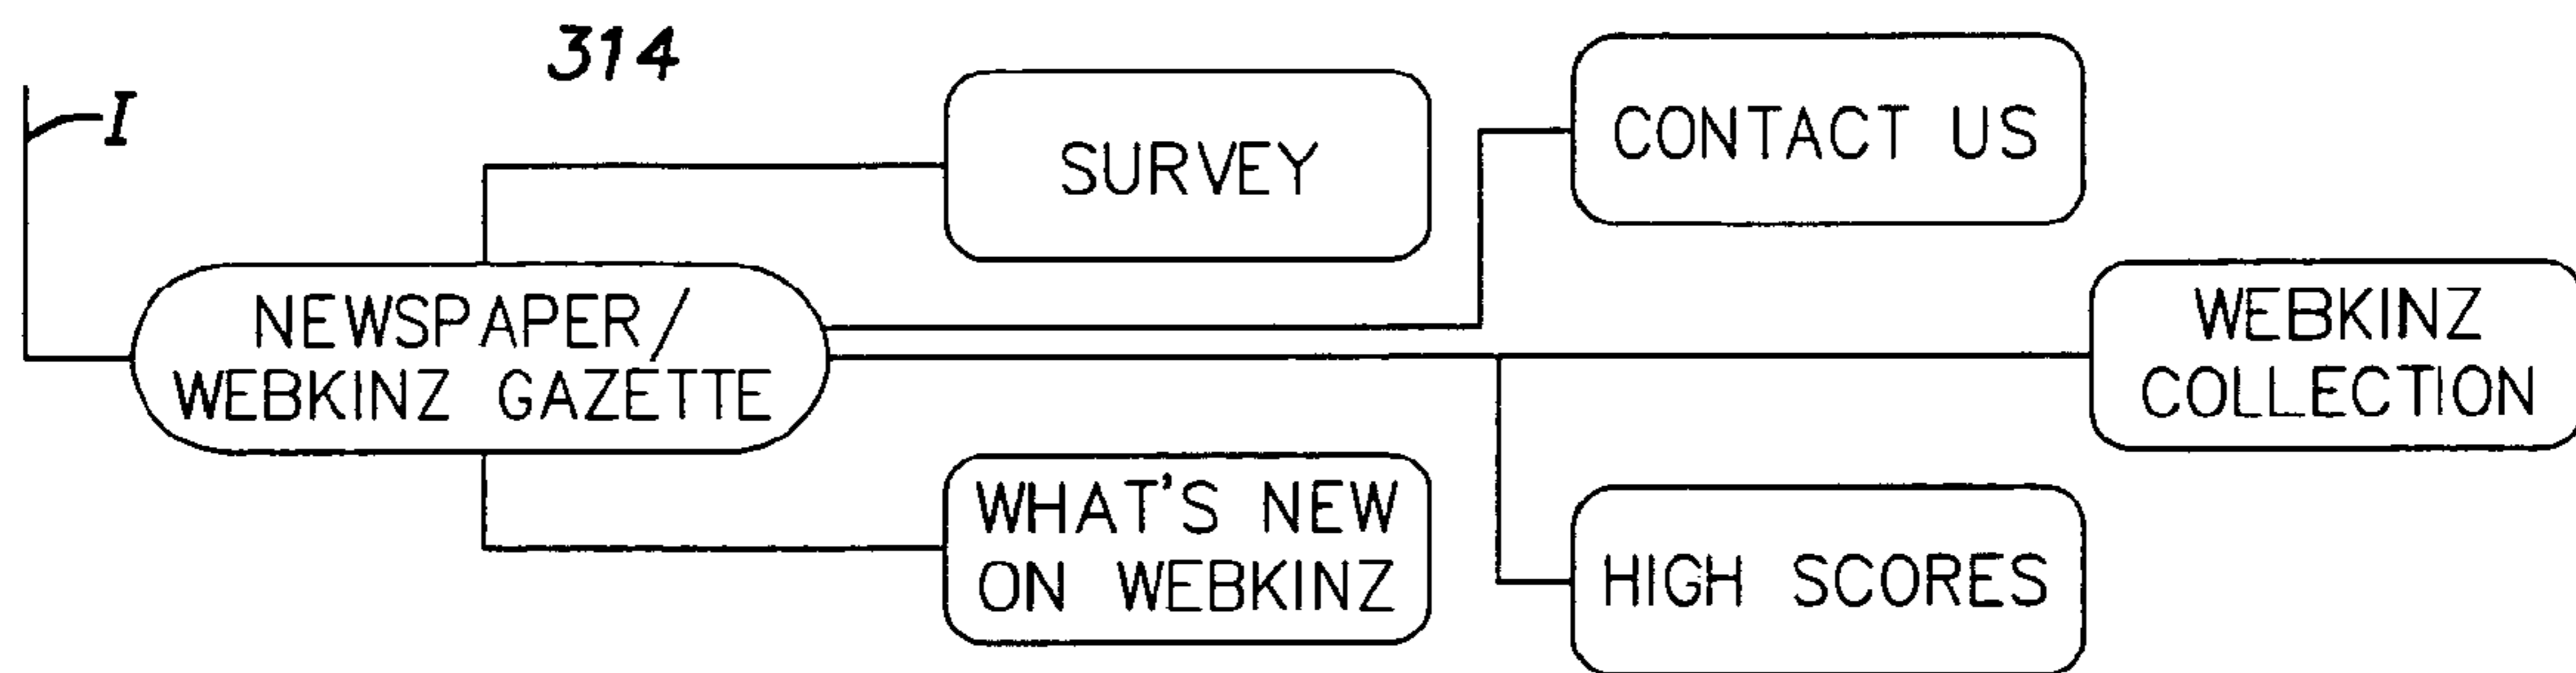 314
I
SURVEY
CONTACT US
NEWSPAPER/
WEBKINZ GAZETTE
WEBKINZ
COLLECTION
WHAT'S NEW
ON WEBKINZ
HIGH SCORES